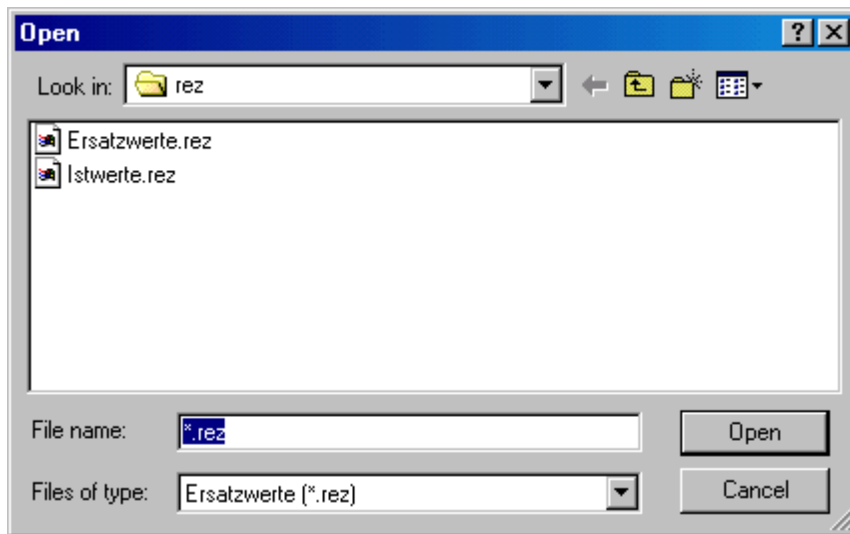 Open
Look in: rez
Ersatzwerte.rez
Istwerte.rez
File name: *.rez Open
Files of type: Ersatzwerte (*.rez) Cancel